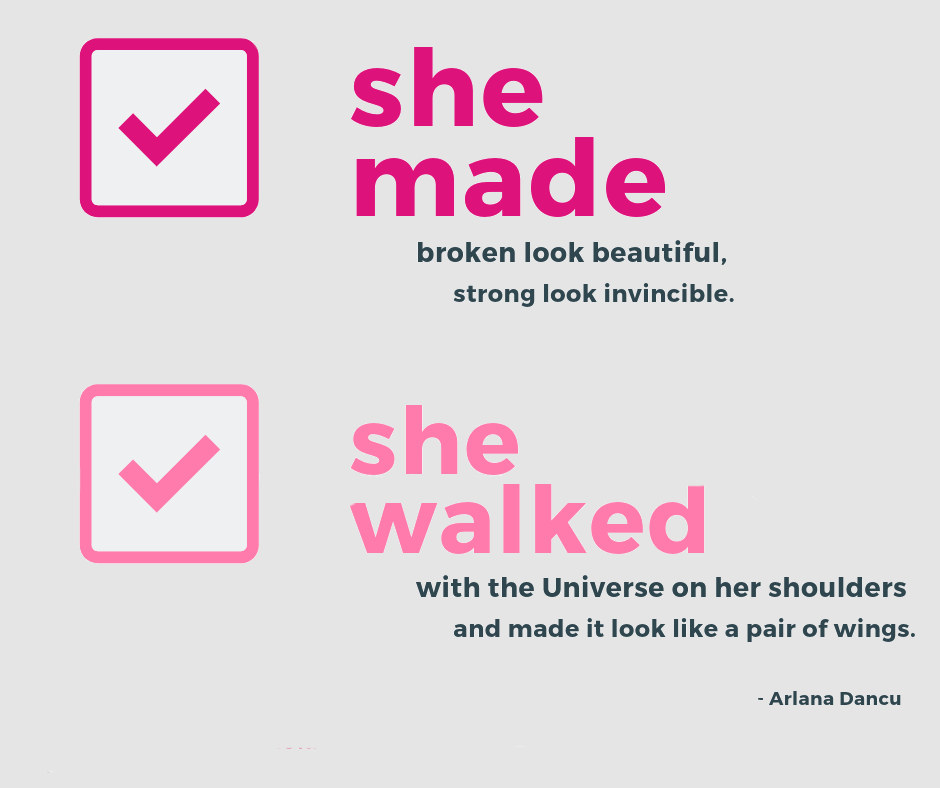 she
made
broken look beautiful,
strong look invincible.
she
walked
with the Universe on her shoulders
and made it look like a pair of wings.
- Arlana Dancu